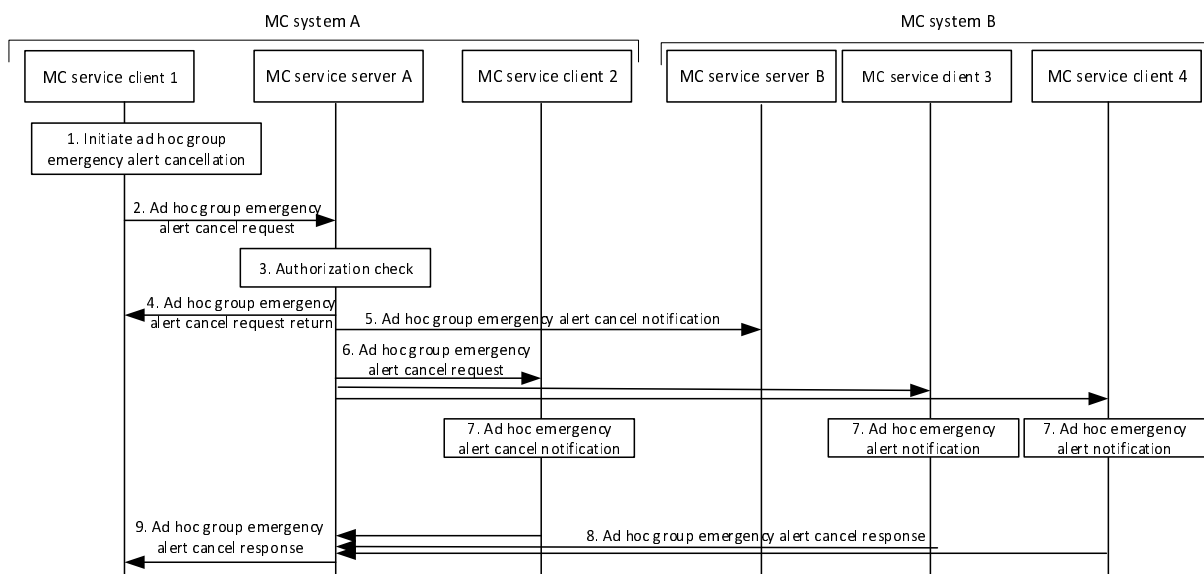 MC system A
MC system B
MC service client 1
MC service server A
MC service client 2
MC service server B
MC service client 3
MC service client 4
1. Initiate ad hoc group
emergency alert cancellation
2. Ad hoc group emergency
alert cancel request
3. Authorization check
4. Ad hoc group emergency
alert cancel request return
5. Ad hoc group emergency alert cancel notification
6. Ad hoc group emergency
alert cancel request
7. Ad hoc emergency
alert cancel notification
7. Ad hoc emergency
alert notification
7. Ad hoc emergency
alert notification
8. Ad hoc group emergency alert cancel response
9. Ad hoc group emergency
alert cancel response